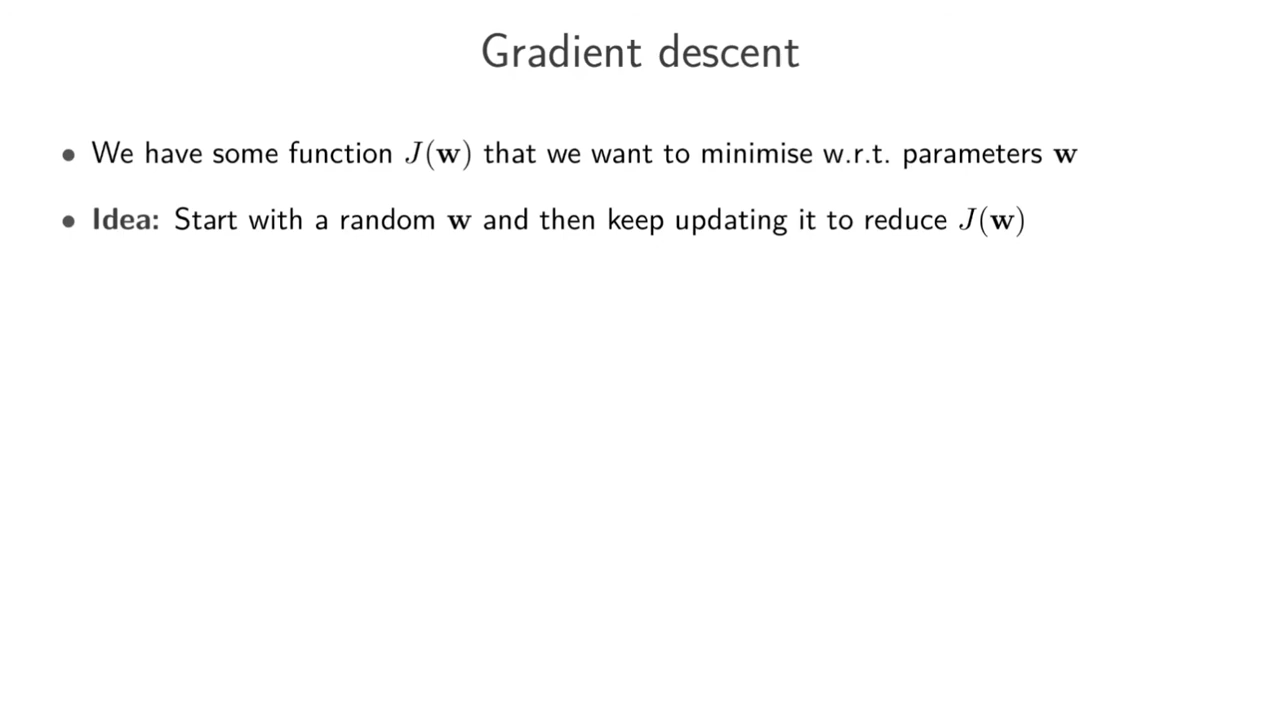 Gradient descent
• We have some function J(w) that we want to minimise w.r.t. parameters w
• Idea: Start with a random w and then keep updating it to reduce J(w)